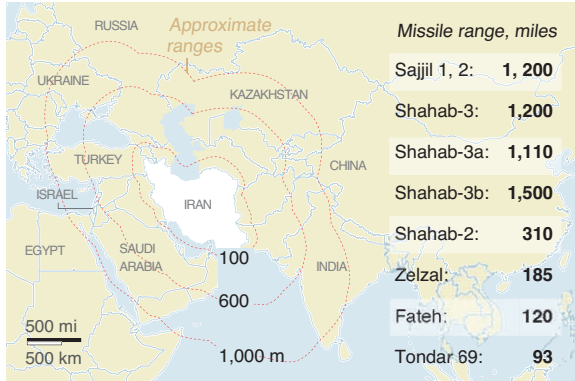 RUSSIA
Approximate
ranges
UKRAINE
KAZAKHSTAN
TURKEY
CHINA
ISRAEL
IRAN
EGYPT
SAUDI
ARABIA
INDIA
100
600
1,000 m
500 mi
500 km
Missile range, miles
Sajjil 1, 2: 1, 200
Shahab-3: 1,200
Shahab-3a: 1,110
Shahab-3b: 1,500
Shahab-2: 310
Zelzal: 185
Fateh: 120
Tondar 69: 93